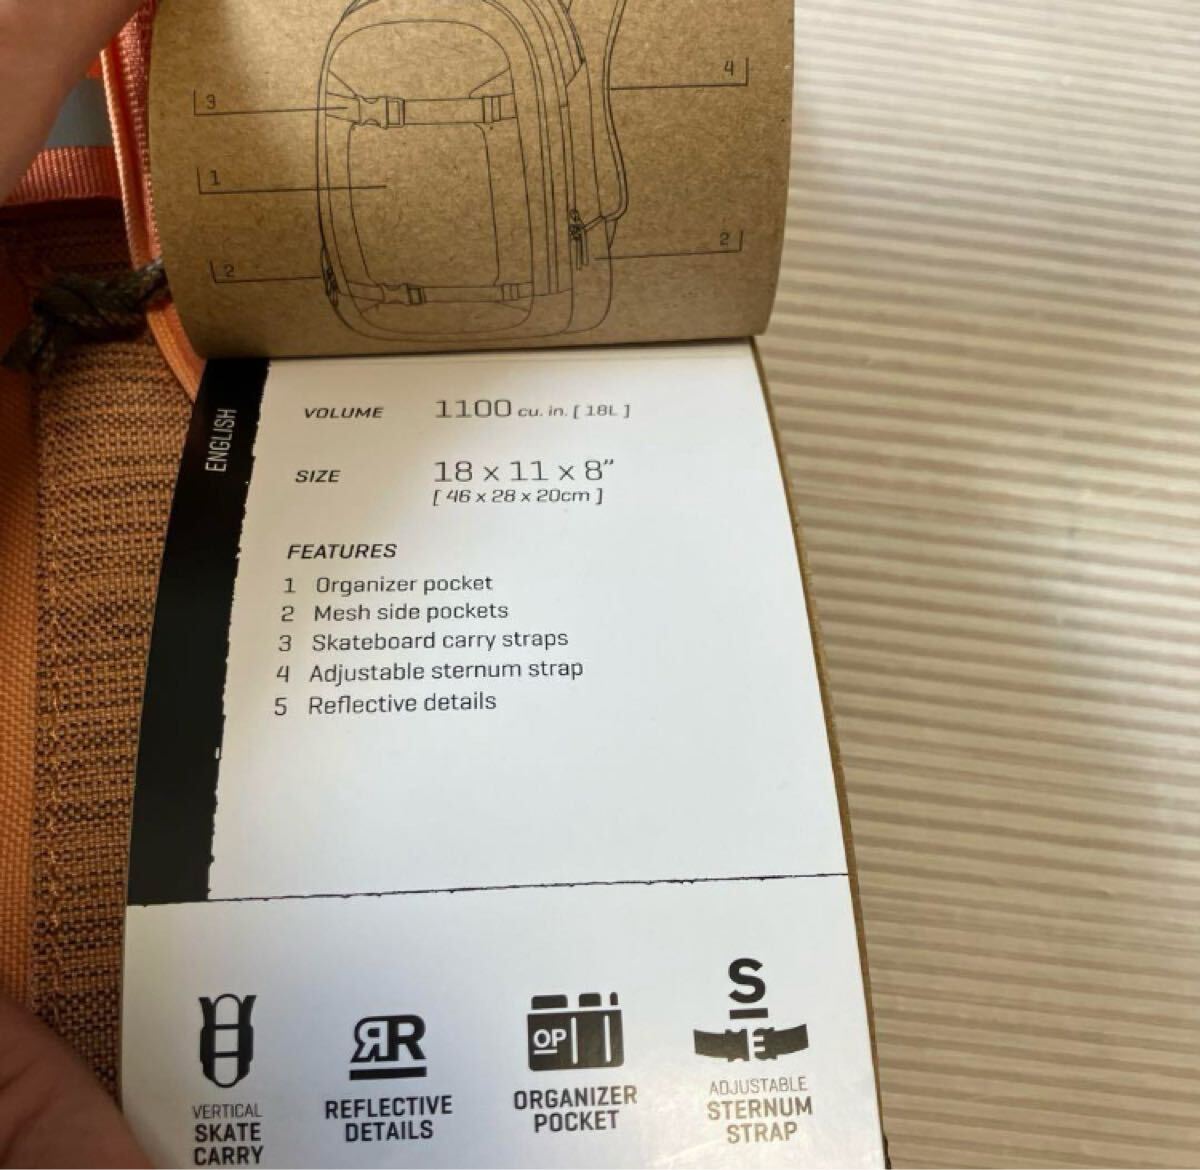 3
4
1
2
2
ENGLISH
VOLUME 1100 cu. in. [ 18L ]
SIZE 18 x 11 x 8"
[ 46 x 28 x 20cm ]
FEATURES
1 Organizer pocket
2 Mesh side pockets
3 Skateboard carry straps
4 Adjustable sternum strap
5 Reflective details
S
OP
RR
VERTICAL
SKATE
CARRY
REFLECTIVE
DETAILS
ORGANIZER
POCKET
ADJUSTABLE
STERNUM
STRAP